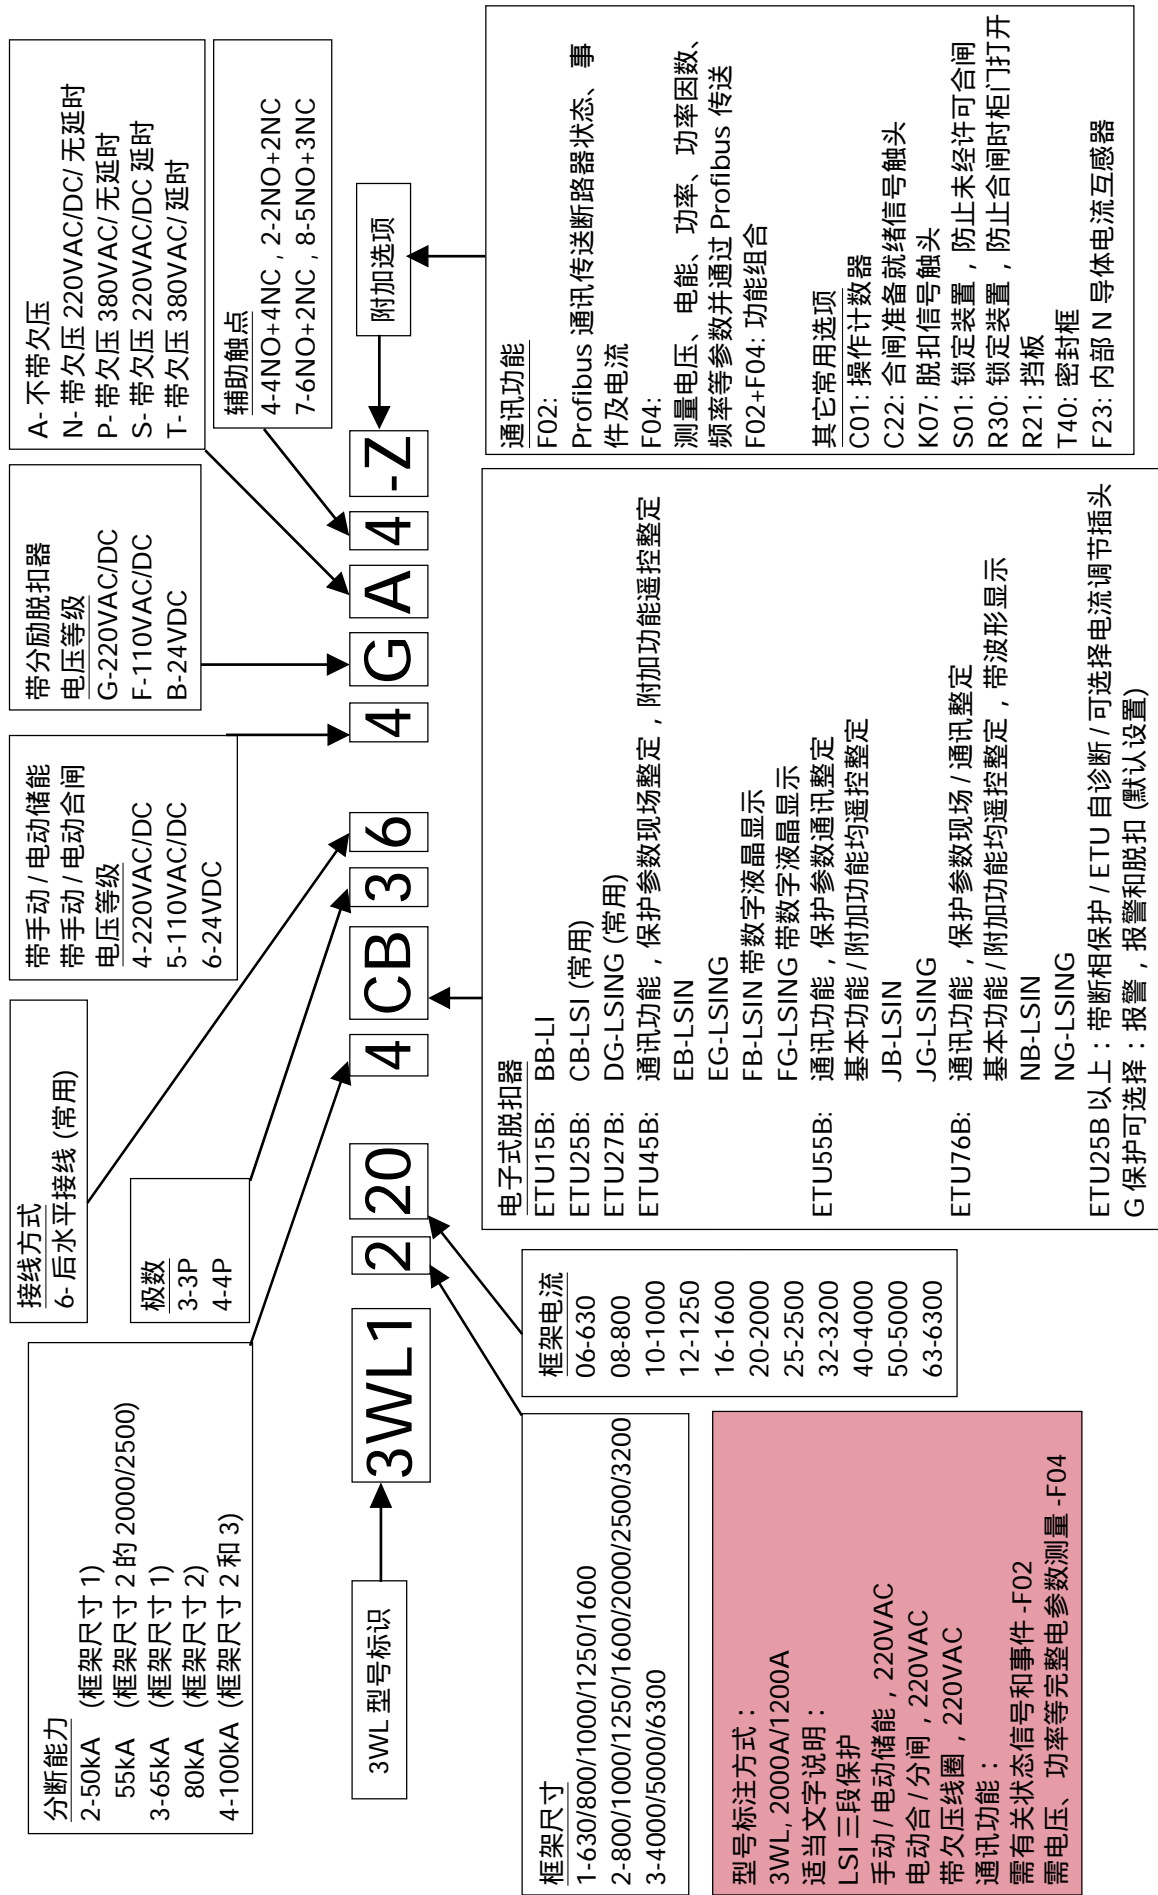 分断能力
2-50kA (框架尺寸 1)
55kA (框架尺寸 2 的 2000/2500)
3-65kA (框架尺寸 1)
80kA (框架尺寸 2)
4-100kA (框架尺寸 2 和 3)
接线方式
6- 后水平接线 (常用)
极数
3-3P
4-4P
带手动 / 电动储能
带手动 / 电动合闸
电压等级
4-220VAC/DC
5-110VAC/DC
6-24VDC
带分励脱扣器
电压等级
G-220VAC/DC
F-110VAC/DC
B-24VDC
A- 不带欠压
N- 带欠压 220VAC/DC/ 无延时
P- 带欠压 380VAC/ 无延时
S- 带欠压 220VAC/DC 延时
T- 带欠压 380VAC/ 延时
辅助触点
4-4NO+4NC , 2-2NO+2NC
7-6NO+2NC , 8-5NO+3NC
3WL 型号标识
3WL1 2 20 4 CB 3 6 4 G A 4 -Z
附加选项
框架尺寸
1-630/800/1000/1250/1600
2-800/1000/1250/1600/2000/2500/3200
3-4000/5000/6300
框架电流
06-630
08-800
10-1000
12-1250
16-1600
20-2000
25-2500
32-3200
40-4000
50-5000
63-6300
电子式脱扣器
ETU15B: BB-LI
ETU25B: CB-LSI (常用)
ETU27B: DG-LSING (常用)
ETU45B: 通讯功能 , 保护参数现场整定 , 附加功能遥控整定
EB-LSIN
EG-LSING
FB-LSIN 带数字液晶显示
FG-LSING 带数字液晶显示
ETU55B: 通讯功能 , 保护参数通讯整定
基本功能 / 附加功能均遥控整定
JB-LSIN
JG-LSING
ETU76B: 通讯功能 , 保护参数现场 / 通讯整定
基本功能 / 附加功能均遥控整定 , 带波形显示
NB-LSIN
NG-LSING
ETU25B 以上 : 带断相保护 / ETU 自诊断 / 可选择电流调节插头
G 保护可选择 : 报警 , 报警和脱扣 (默认设置)
通讯功能
F02:
Profibus 通讯传送断路器状态、事
件及电流
F04:
测量电压、电能、功率、功率因数、
频率等参数并通过 Profibus 传送
F02+F04: 功能组合
其它常用选项
C01: 操作计数器
C22: 合闸准备就绪信号触头
K07: 脱扣信号触头
S01: 锁定装置 , 防止未经许可合闸
R30: 锁定装置 , 防止合闸时柜门打开
R21: 挡板
T40: 密封框
F23: 内部 N 导体电流互感器
型号标注方式 :
3WL, 2000A/1200A
适当文字说明 :
LSI 三段保护
手动 / 电动储能 , 220VAC
电动合 / 分闸 , 220VAC
带欠压线圈 , 220VAC
通讯功能 :
需有关状态信号和事件 -F02
需电压、功率等完整电参数测量 -F04